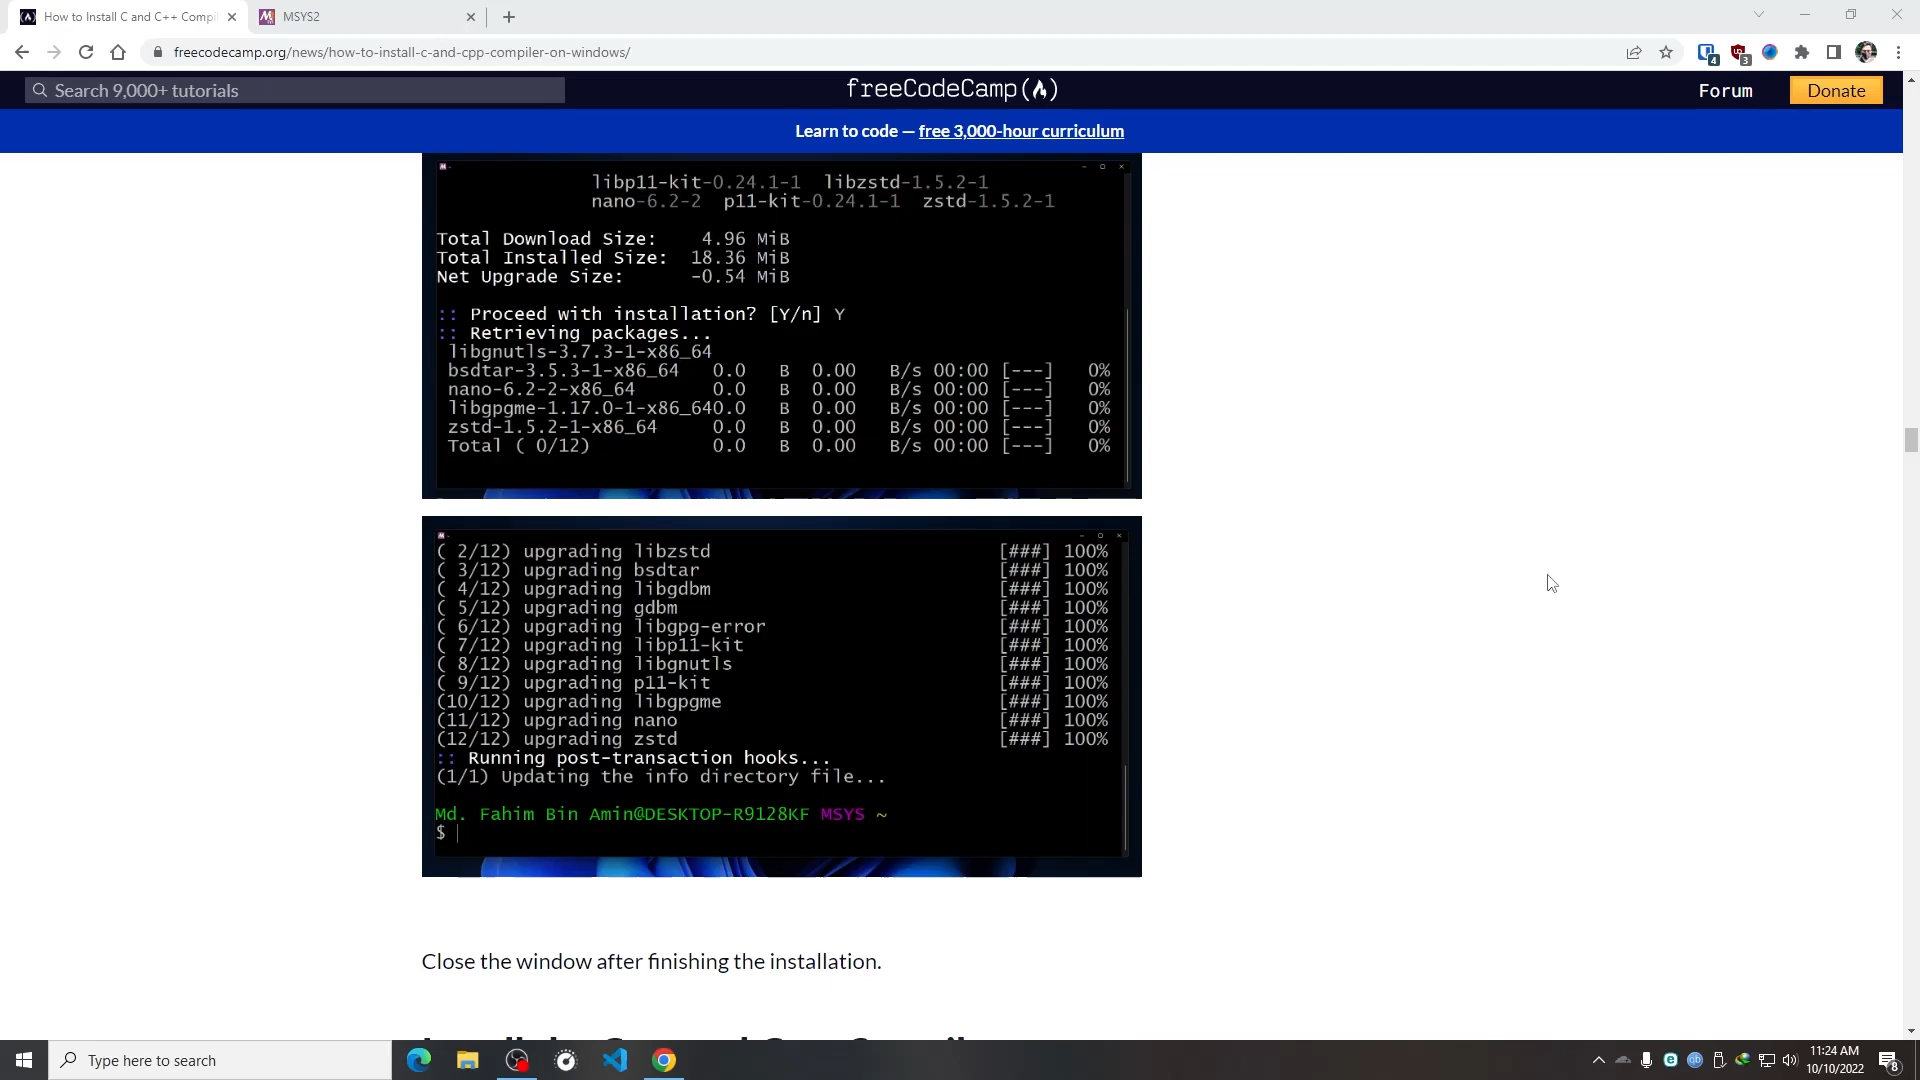 How to Install C and C++ Compi
MSYS2
freecodecamp.org/news/how-to-install-c-and-cpp-compiler-on-windows/
4
3
Search 9,000+ tutorials
freeCodeCamp(🔥)
Forum
Donate
Learn to code — free 3,000-hour curriculum
libp11-kit-0.24.1-1 libzstd-1.5.2-1
nano-6.2-2 p11-kit-0.24.1-1 zstd-1.5.2-1
Total Download Size: 4.96 MiB
Total Installed Size: 18.36 MiB
Net Upgrade Size: -0.54 MiB
:: Proceed with installation? [Y/n] Y
:: Retrieving packages...
libgnutls-3.7.3-1-x86_64
bsdtar-3.5.3-1-x86_64 0.0 B 0.00 B/s 00:00 [---] 0%
nano-6.2-2-x86_64 0.0 B 0.00 B/s 00:00 [---] 0%
libgpgme-1.17.0-1-x86_640.0 B 0.00 B/s 00:00 [---] 0%
zstd-1.5.2-1-x86_64 0.0 B 0.00 B/s 00:00 [---] 0%
Total ( 0/12) 0.0 B 0.00 B/s 00:00 [---] 0%
( 2/12) upgrading libzstd [###] 100%
( 3/12) upgrading bsdtar [###] 100%
( 4/12) upgrading libgdbm [###] 100%
( 5/12) upgrading gdbm [###] 100%
( 6/12) upgrading libgpg-error [###] 100%
( 7/12) upgrading libp11-kit [###] 100%
( 8/12) upgrading libgnutls [###] 100%
( 9/12) upgrading p11-kit [###] 100%
(10/12) upgrading libgpgme [###] 100%
(11/12) upgrading nano [###] 100%
(12/12) upgrading zstd [###] 100%
:: Running post-transaction hooks...
(1/1) Updating the info directory file...
Md. Fahim Bin Amin@DESKTOP-R9128KF MSYS ~
$
Close the window after finishing the installation.
Type here to search
11:24 AM
10/10/2022
8